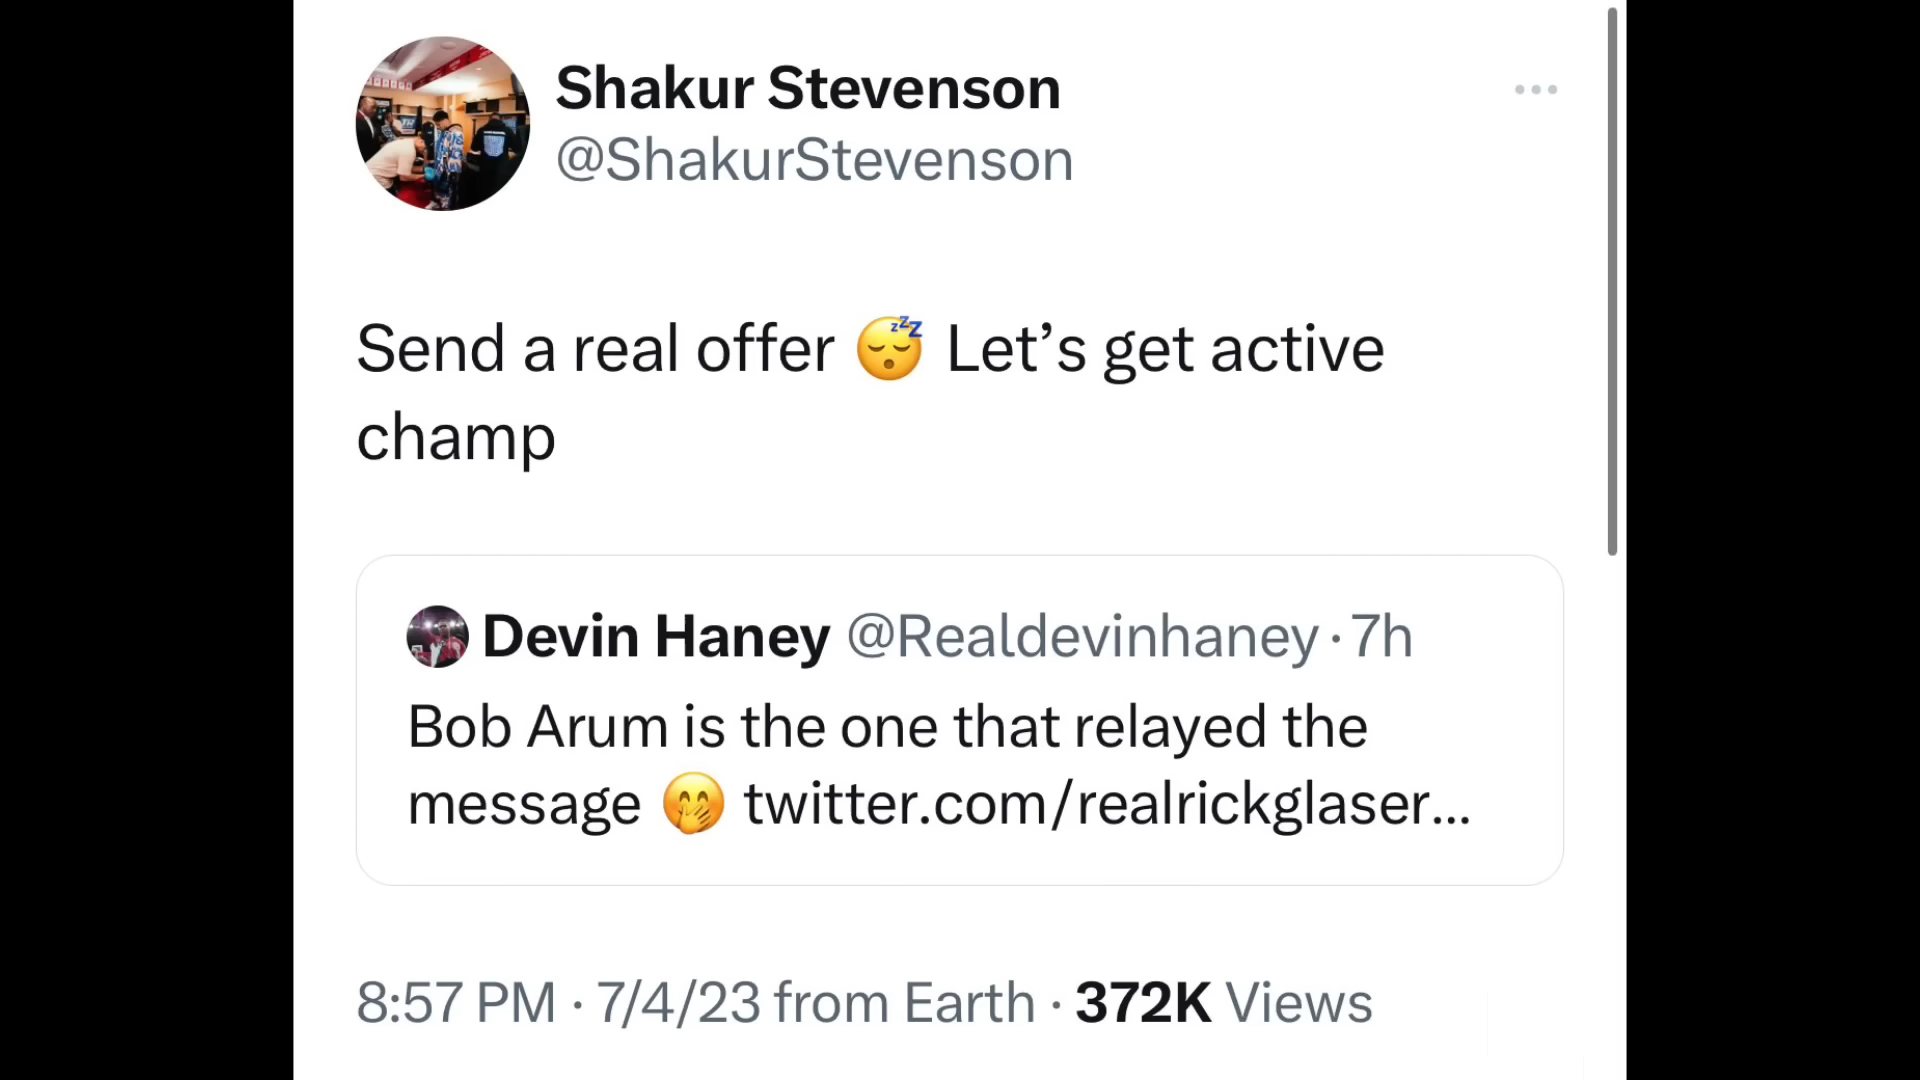 Shakur Stevenson
@ShakurStevenson
Send a real offer 😴 Let’s get active
champ
Devin Haney @Realdevinhaney · 7h
Bob Arum is the one that relayed the
message 🤭 twitter.com/realrickglaser...
8:57 PM · 7/4/23 from Earth · 372K Views